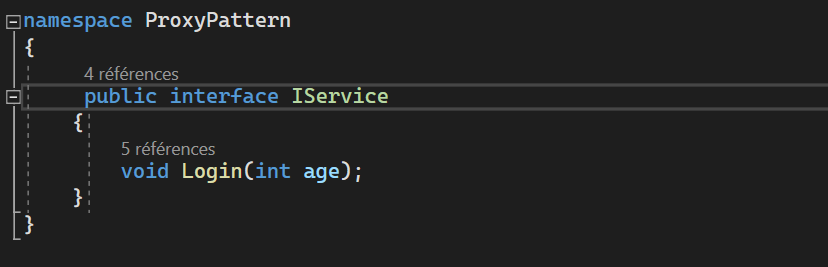 namespace ProxyPattern
{
4 références
public interface IService
{
5 références
void Login(int age);
}
}